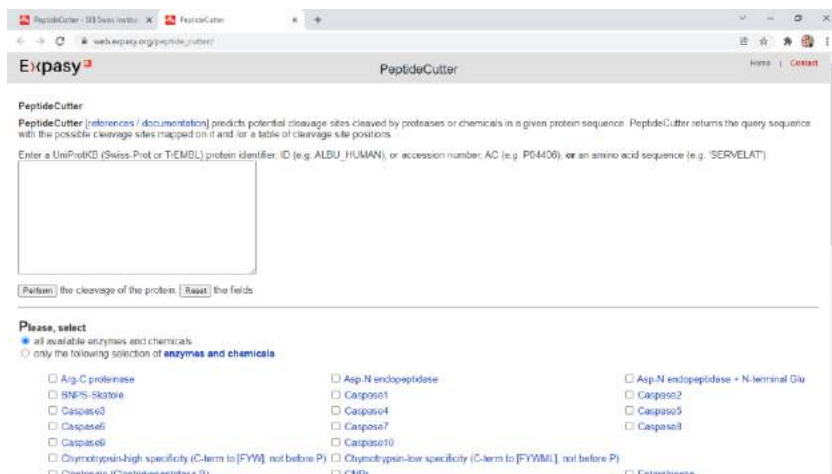 PeptideCutter - SIB Swiss Institu
PeptideCutter
web.expasy.org/peptide_cutter/
Expasy
PeptideCutter
Home | Contact
PeptideCutter
PeptideCutter [references / documentation] predicts potential cleavage sites cleaved by proteases or chemicals in a given protein sequence. PeptideCutter returns the query sequence
with the possible cleavage sites mapped on it and /or a table of cleavage site positions.
Enter a UniProtKB (Swiss-Prot or TrEMBL) protein identifier, ID (e.g. ALBU_HUMAN), or accession number, AC (e.g. P04406), or an amino acid sequence (e.g. 'SERVELAT'):
Perform the cleavage of the protein. Reset the fields
Please, select
all available enzymes and chemicals
only the following selection of enzymes and chemicals
Arg-C proteinase Asp-N endopeptidase Asp-N endopeptidase + N-terminal Glu
BNPS-Skatole Caspase1 Caspase2
Caspase3 Caspase4 Caspase5
Caspase6 Caspase7 Caspase8
Caspase9 Caspase10
Chymotrypsin-high specificity (C-term to [FYW], not before P) Chymotrypsin-low specificity (C-term to [FYWML], not before P)
CNBr